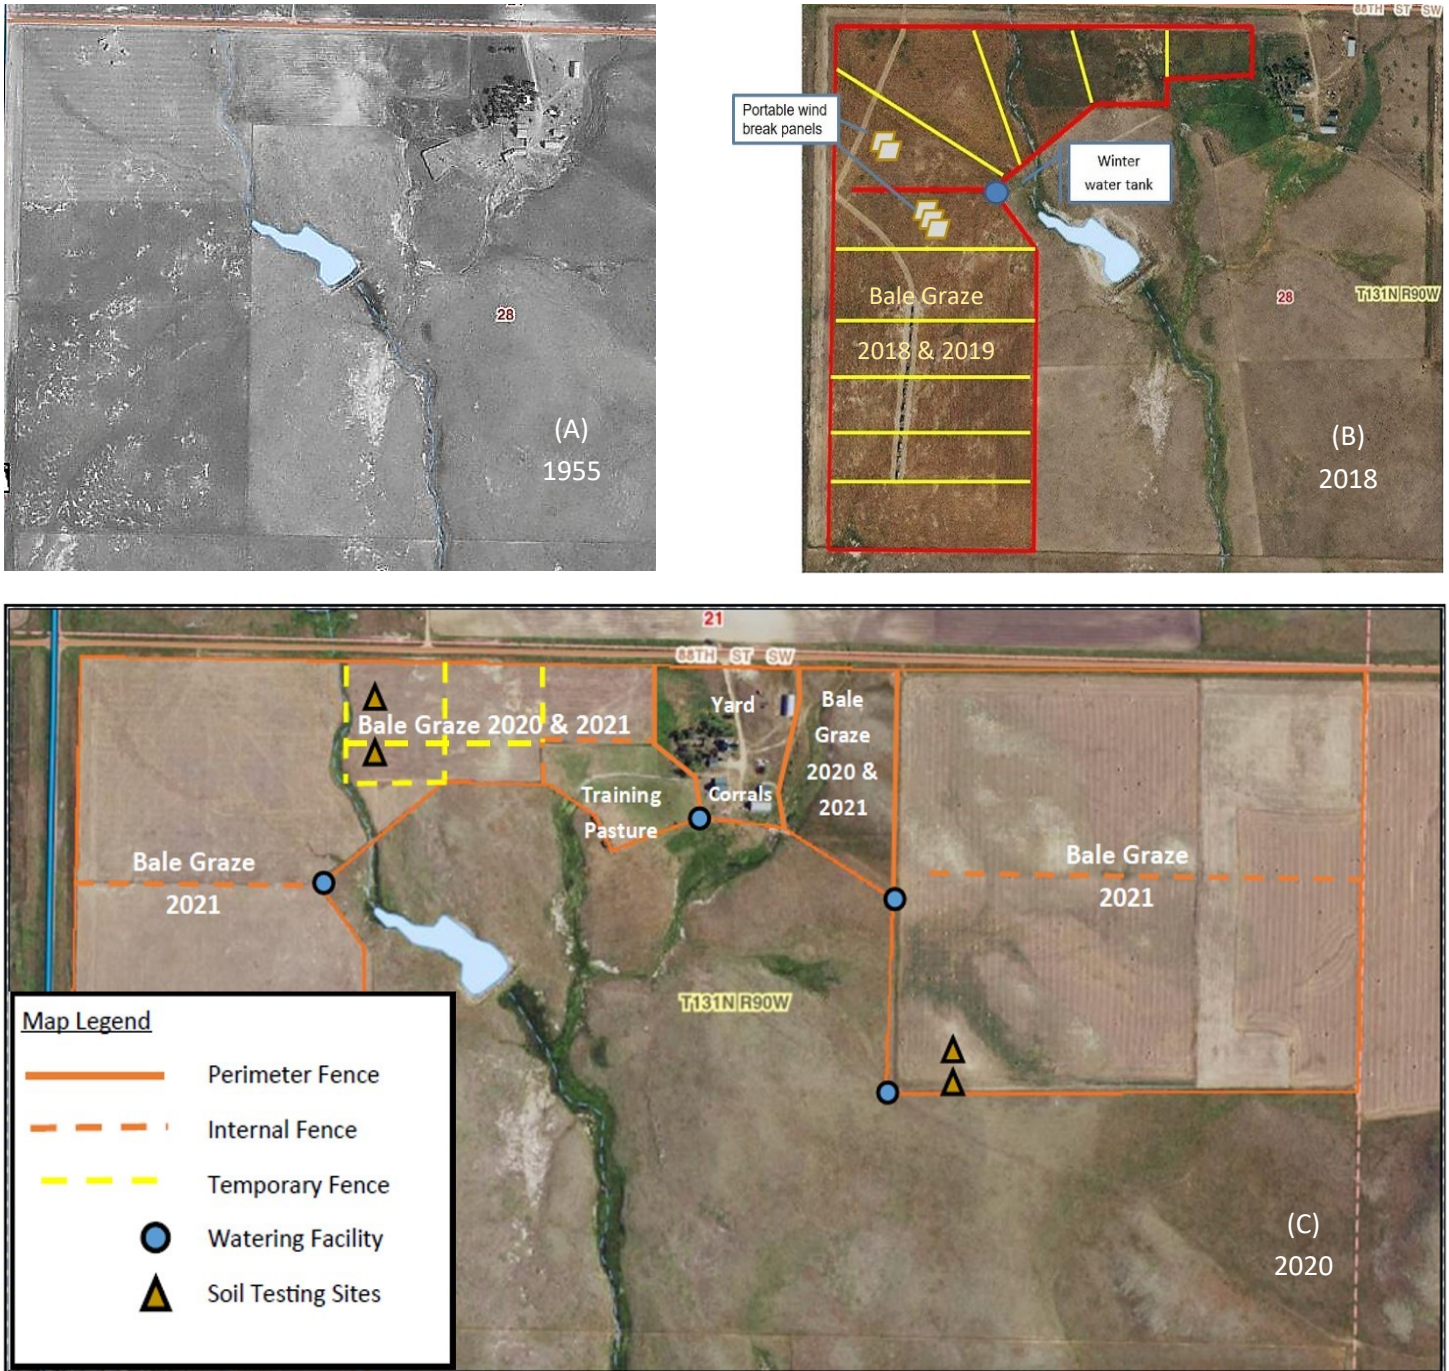 28
(A)
1955
88TH ST SW
Portable wind
break panels
Winter
water tank
Bale Graze
2018 & 2019
28
T131N R90W
(B)
2018
21
88TH ST SW
Yard
Bale
Graze
2020 &
2021
Bale Graze 2020 & 2021
Training
Pasture
Corrals
Bale Graze
2021
Bale Graze
2021
T131N R90W
Map Legend
Perimeter Fence
Internal Fence
Temporary Fence
Watering Facility
Soil Testing Sites
(C)
2020